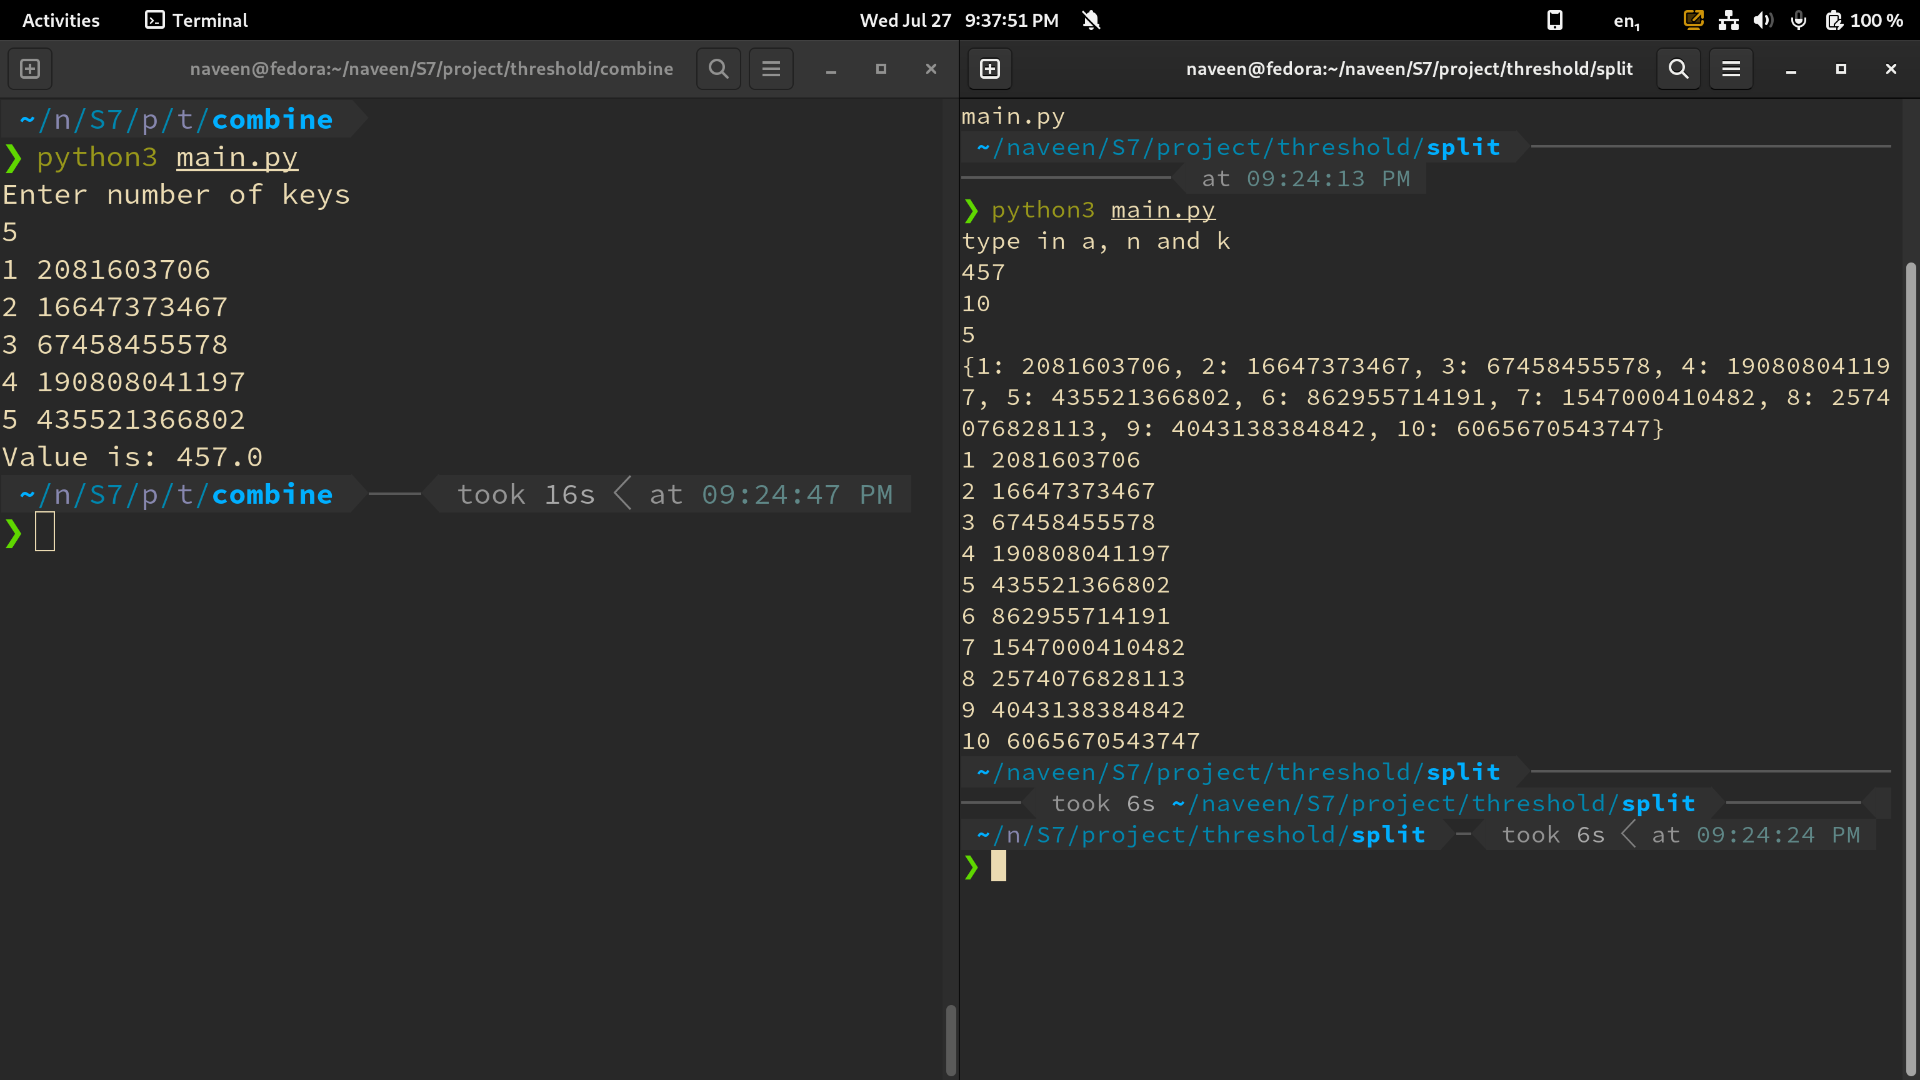 Activities Terminal Wed Jul 27 9:37:51 PM en1 100 %
naveen@fedora:~/naveen/S7/project/threshold/combine
~/n/S7/p/t/combine
❯ python3 main.py
Enter number of keys
5
1 2081603706
2 16647373467
3 67458455578
4 190808041197
5 435521366802
Value is: 457.0
~/n/S7/p/t/combine took 16s at 09:24:47 PM
❯
naveen@fedora:~/naveen/S7/project/threshold/split
main.py
~/naveen/S7/project/threshold/split
at 09:24:13 PM
❯ python3 main.py
type in a, n and k
457
10
5
{1: 2081603706, 2: 16647373467, 3: 67458455578, 4: 19080804119
7, 5: 435521366802, 6: 862955714191, 7: 1547000410482, 8: 2574
076828113, 9: 4043138384842, 10: 6065670543747}
1 2081603706
2 16647373467
3 67458455578
4 190808041197
5 435521366802
6 862955714191
7 1547000410482
8 2574076828113
9 4043138384842
10 6065670543747
~/naveen/S7/project/threshold/split
took 6s ~/naveen/S7/project/threshold/split
~/n/S7/project/threshold/split took 6s at 09:24:24 PM
❯